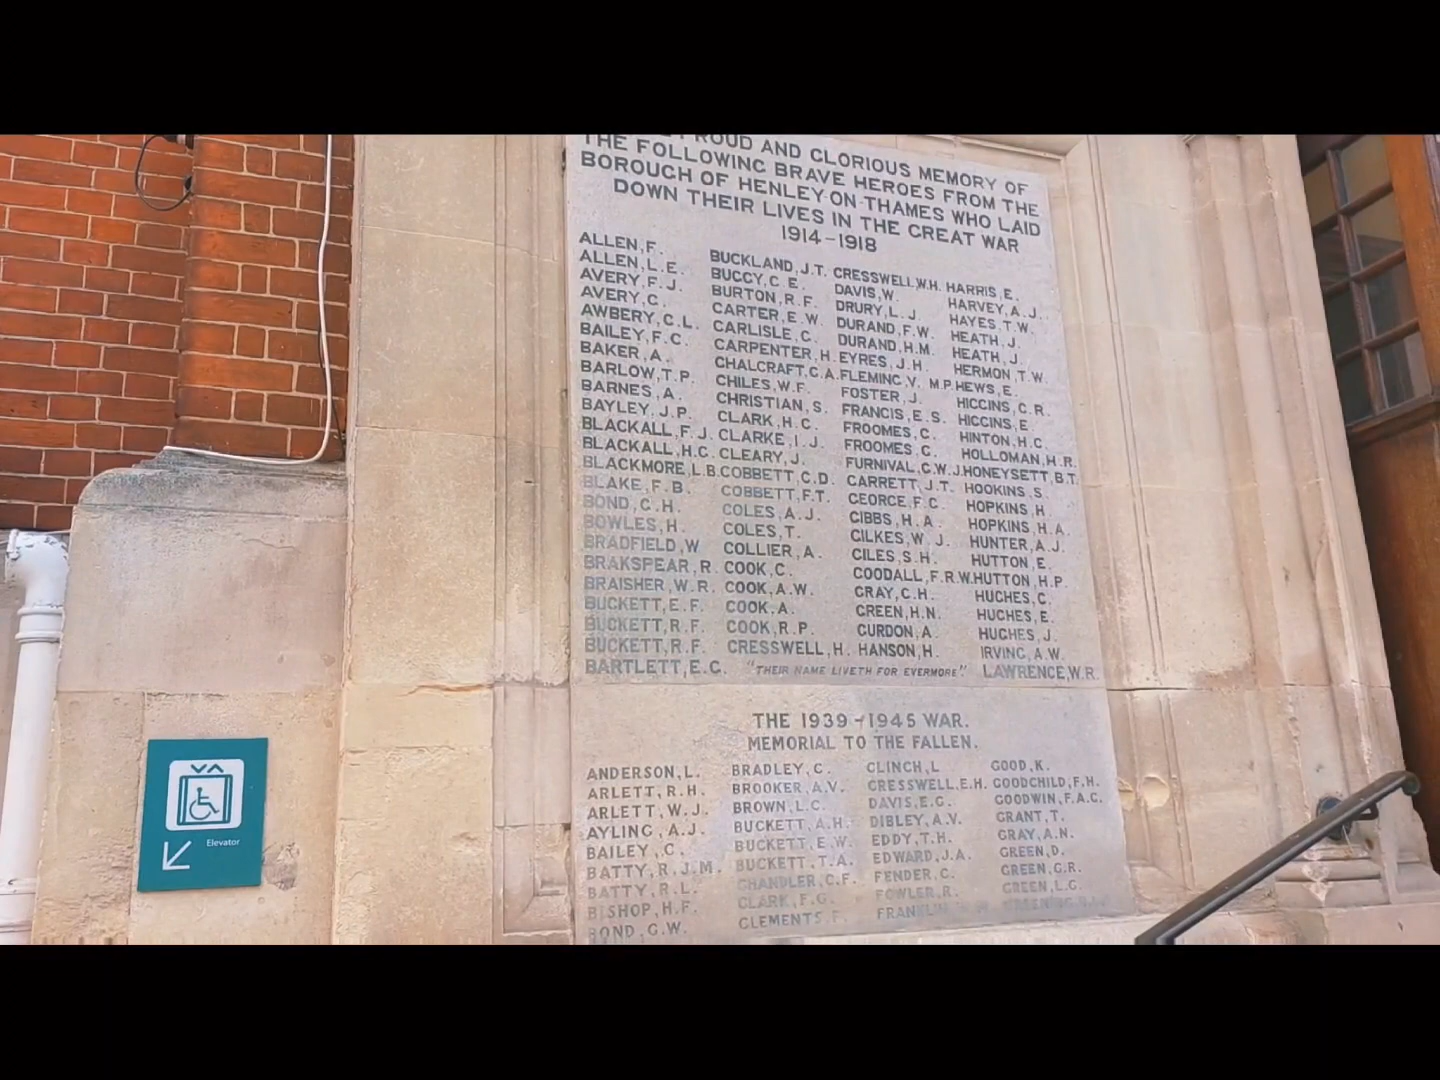 PROUD AND GLORIOUS MEMORY OF
THE FOLLOWING BRAVE HEROES FROM THE
BOROUGH OF HENLEY-ON-THAMES WHO LAID
DOWN THEIR LIVES IN THE GREAT WAR
1914-1918
ALLEN, F.
ALLEN, L.E.
AVERY, F.J.
AVERY, C.
AWBERY, G.L.
BAILEY, F.C.
BAKER, A.
BARLOW, T.P.
BARNES, A.
BAYLEY, J.P.
BLACKALL, F.J.
BLACKALL, H.C.
BLACKMORE, L.B.
BLAKE, F.B.
BOND, G.H.
BOWLES, H.
BRADFIELD, W
BRAKSPEAR, R.
BRAISHER, W.R.
BUCKETT, E.F.
BUCKETT, R.F.
BUCKETT, R.F.
BARTLETT, E.G.
BUCKLAND, J.T.
BUGGY, C.E.
BURTON, R.F.
CARTER, E.W.
CARLISLE, C.
CARPENTER, H.
CHALCRAFT, G.A.
CHILES, W.F.
CHRISTIAN, S.
CLARK, H.C.
CLARKE, I.J.
CLEARY, J.
COBBETT, C.D.
COBBETT, F.T.
COLES, A.J.
COLES, T.
COLLIER, A.
COOK, C.
COOK, A.W.
COOK, A.
COOK, R.P.
CRESSWELL, H.
CRESSWELL, W.H.
DAVIS, W.
DRURY, L.J.
DURAND, F.W.
DURAND, H.M.
EYRES, J.H.
FLEMING, V. M.P.
FOSTER, J.
FRANCIS, E.S.
FROOMES, C.
FROOMES, G.
FURNIVAL, G.W.J.
GARRETT, J.T.
GEORGE, F.C.
GIBBS, H.A.
GILKES, W.J.
GILES, S.H.
GOODALL, F.R.W.
GRAY, C.H.
GREEN, H.N.
GURDON, A.
HANSON, H.
HARRIS, E.
HARVEY, A.J.
HAYES, T.W.
HEATH, J.
HEATH, J.
HERMON, T.W.
HEWS, E.
HIGGINS, C.R.
HIGGINS, E
HINTON, H.C.
HOLLOMAN, H.R.
HONEYSETT, B.T.
HOOKINS, S.
HOPKINS, H.
HOPKINS, H.A.
HUNTER, A.J.
HUTTON, E.
HUTTON, H.P.
HUGHES, C.
HUGHES, E.
HUGHES, J.
IRVING, A.W.
LAWRENCE, W.R.
"THEIR NAME LIVETH FOR EVERMORE"
THE 1939-1945 WAR.
MEMORIAL TO THE FALLEN.
ANDERSON, L.
ARLETT, R.H.
ARLETT, W.J.
AYLING, A.J.
BAILEY, C.
BATTY, R.J.M.
BATTY, R.L.
BISHOP, H.F.
BOND, G.W.
BRADLEY, C.
BROOKER, A.V.
BROWN, L.C.
BUCKETT, A.H.
BUCKETT, E.W.
BUCKETT, T.A.
CHANDLER, C.F.
CLARK, F.G.
CLEMENTS, F.
CLINCH, L
CRESSWELL, E.H.
DAVIS, E.G.
DIBLEY, A.V.
EDDY, T.H.
EDWARD, J.A.
FENDER, C.
FOWLER, R.
FRANKLIN
GOOD, K.
GOODCHILD, F.H.
GOODWIN, F.A.C.
GRANT, T.
GRAY, A.N.
GREEN, D.
GREEN, G.R.
GREEN, L.G.
Elevator